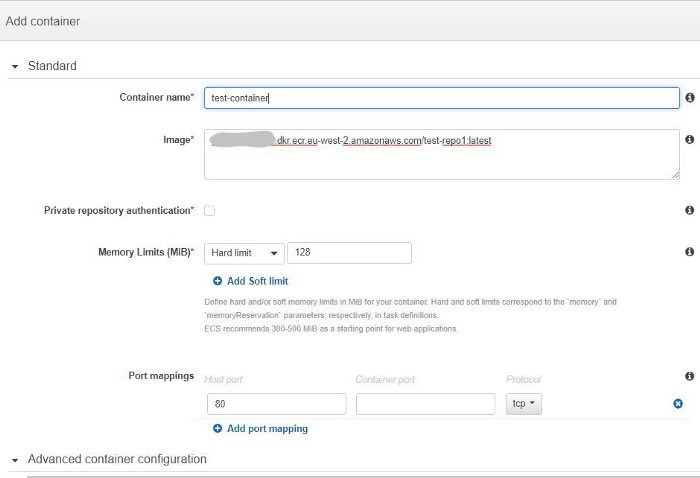 Add container
Standard
Container name*
test-container
Image*
.dkr.ecr.eu-west-2.amazonaws.com/test-repo1:latest
Private repository authentication*
Memory Limits (MiB)*
Hard limit
128
Add Soft limit
Define hard and/or soft memory limits in MiB for your container. Hard and soft limits correspond to the `memory` and
`memoryReservation` parameters, respectively, in task definitions.
ECS recommends 300-500 MiB as a starting point for web applications.
Port mappings
Host port
Container port
Protocol
80
tcp
Add port mapping
Advanced container configuration